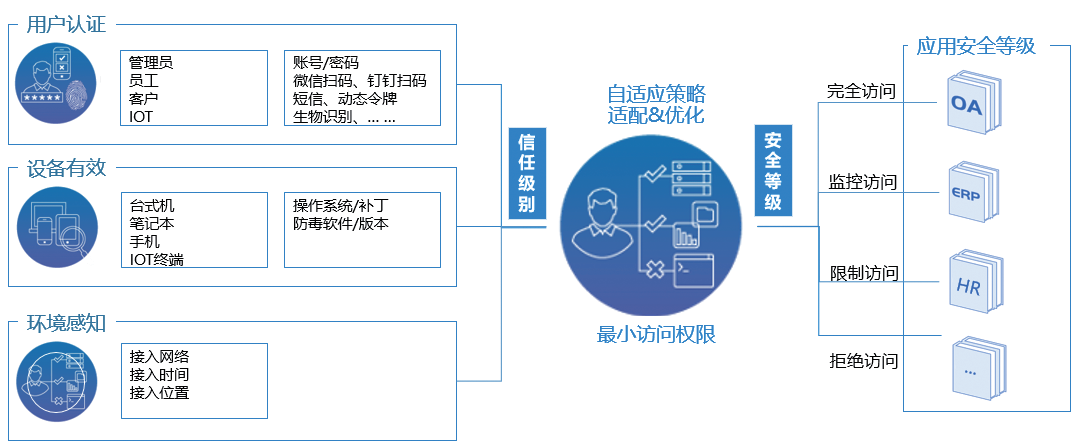 用户认证
管理员
员工
客户
IOT
账号/密码
微信扫码、钉钉扫码
短信、动态令牌
生物识别、... ...
设备有效
台式机
笔记本
手机
IOT终端
操作系统/补丁
防毒软件/版本
环境感知
接入网络
接入时间
接入位置
信任级别
自适应策略
适配&优化
最小访问权限
安全等级
完全访问
监控访问
限制访问
拒绝访问
应用安全等级
OA
ERP
HR
...